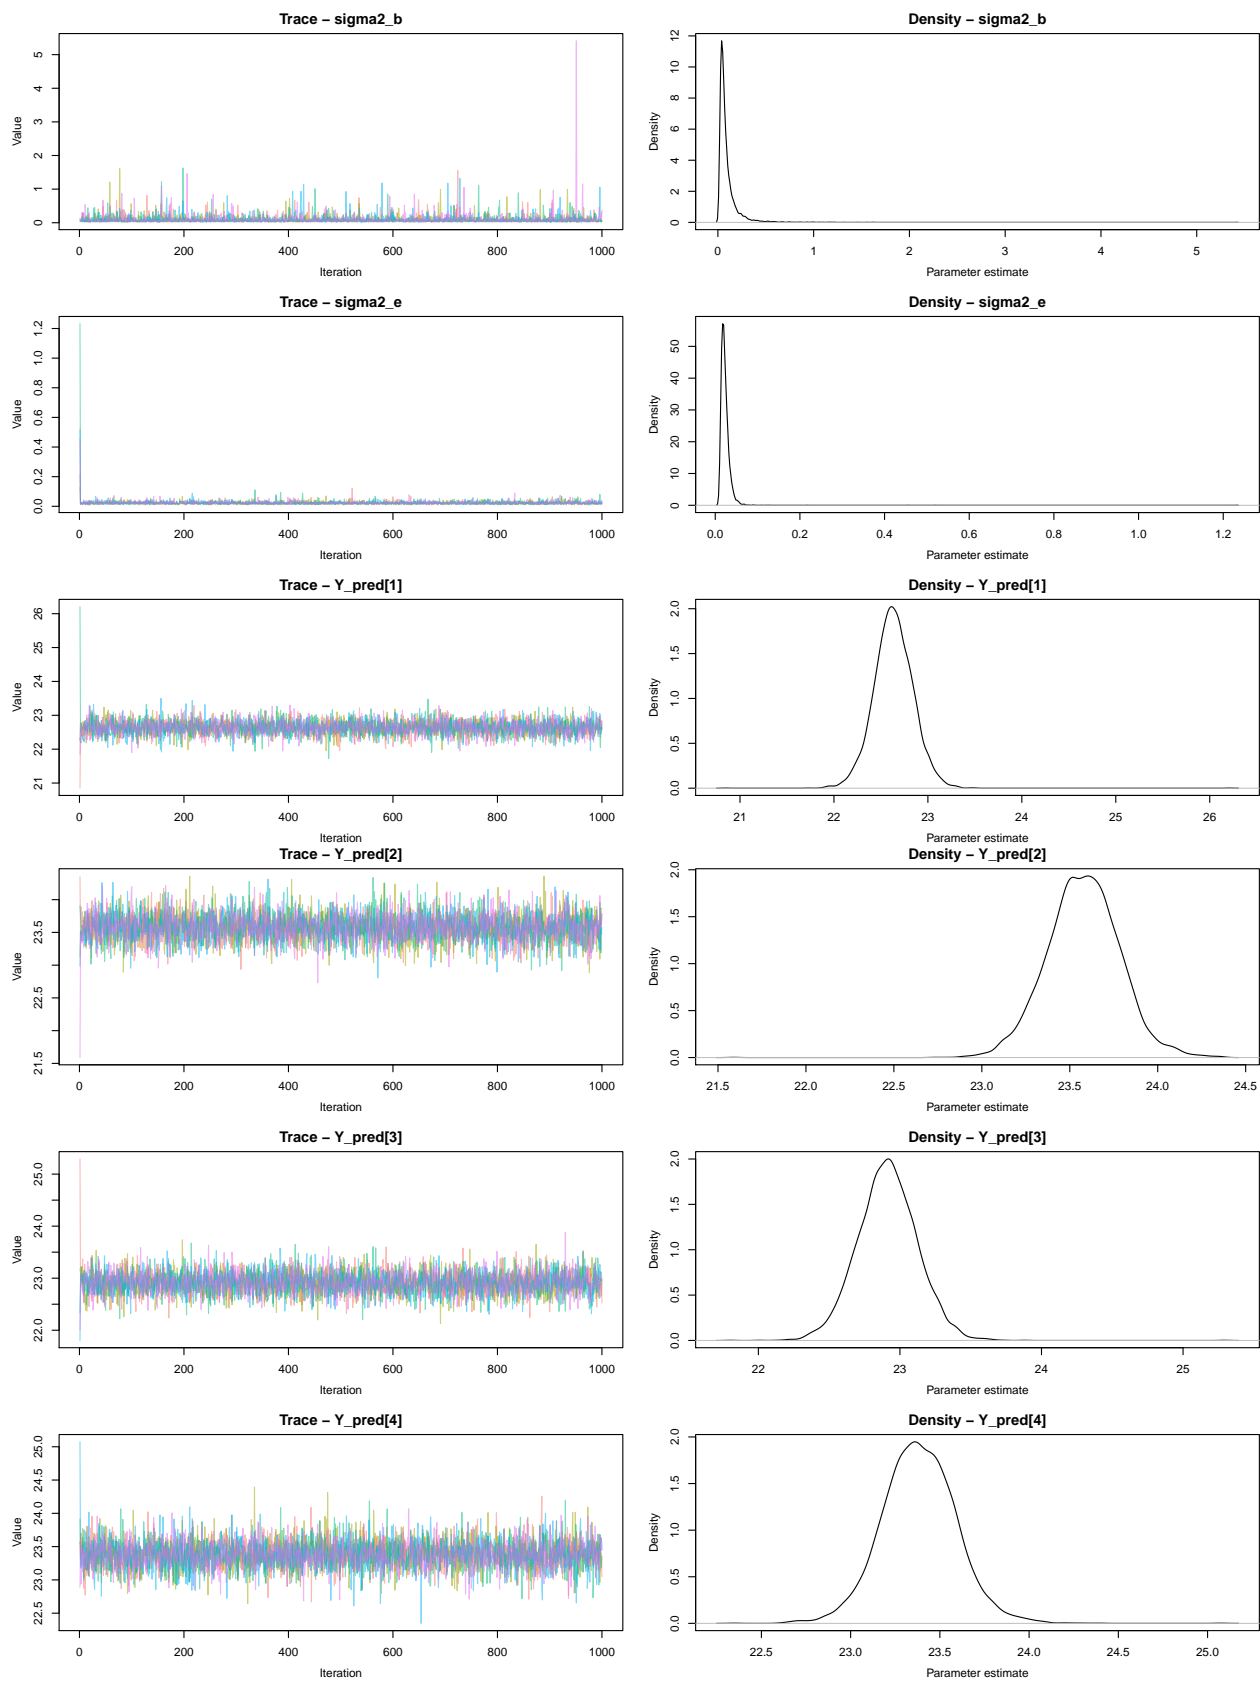 Trace − sigma2_b
Value
0 1 2 3 4 5
0 200 400 600 800 1000
Iteration
Density − sigma2_b
Density
0 2 4 6 8 10 12
0 1 2 3 4 5
Parameter estimate
Trace − sigma2_e
Value
0.0 0.2 0.4 0.6 0.8 1.0 1.2
0 200 400 600 800 1000
Iteration
Density − sigma2_e
Density
0 10 20 30 40 50
0.0 0.2 0.4 0.6 0.8 1.0 1.2
Parameter estimate
Trace − Y_pred[1]
Value
21 22 23 24 25 26
0 200 400 600 800 1000
Iteration
Density − Y_pred[1]
Density
0.0 0.5 1.0 1.5 2.0
21 22 23 24 25 26
Parameter estimate
Trace − Y_pred[2]
Value
21.5 22.5 23.5
0 200 400 600 800 1000
Iteration
Density − Y_pred[2]
Density
0.0 0.5 1.0 1.5 2.0
21.5 22.0 22.5 23.0 23.5 24.0 24.5
Parameter estimate
Trace − Y_pred[3]
Value
22.0 23.0 24.0 25.0
0 200 400 600 800 1000
Iteration
Density − Y_pred[3]
Density
0.0 0.5 1.0 1.5 2.0
22 23 24 25
Parameter estimate
Trace − Y_pred[4]
Value
22.5 23.0 23.5 24.0 24.5 25.0
0 200 400 600 800 1000
Iteration
Density − Y_pred[4]
Density
0.0 0.5 1.0 1.5 2.0
22.5 23.0 23.5 24.0 24.5 25.0
Parameter estimate